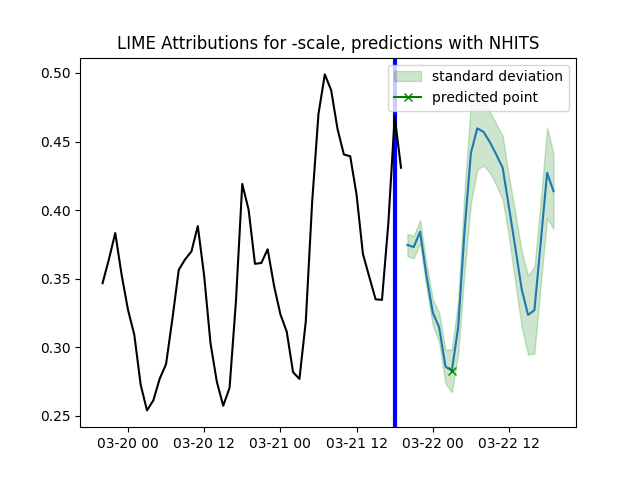 LIME Attributions for -scale, predictions with NHITS
standard deviation
predicted point
0.50
0.45
0.40
0.35
0.30
0.25
03-20 00 03-20 12 03-21 00 03-21 12 03-22 00 03-22 12